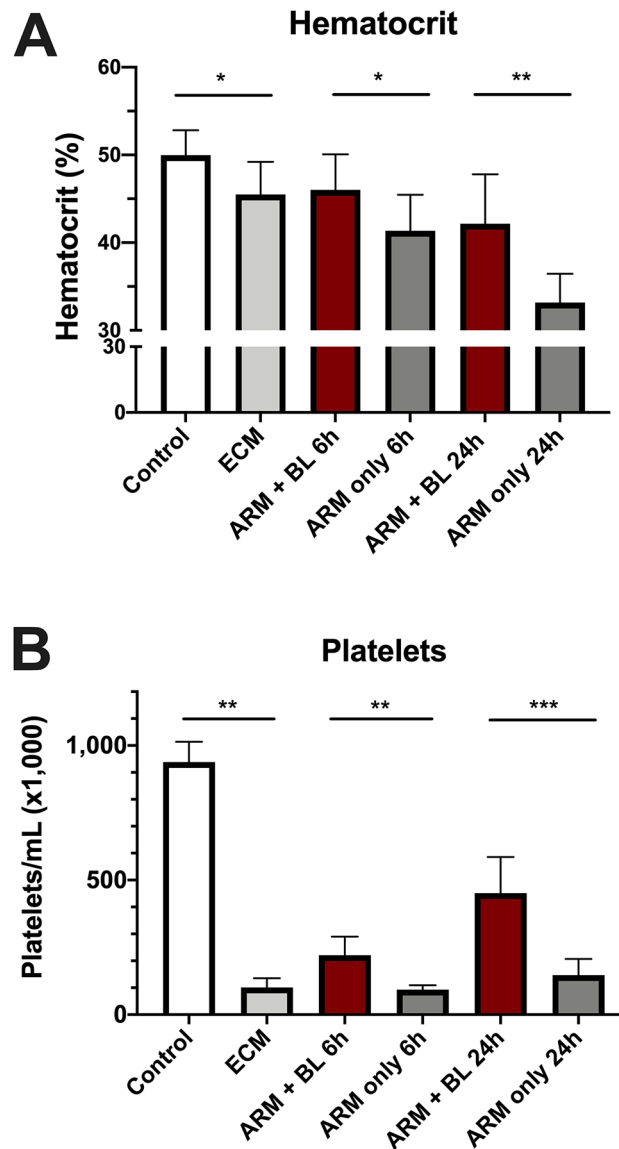 A
Hematocrit
Hematocrit (%)
60
50
40
30
30
0
*
*
**
Control
ECM
ARM + BL 6h
ARM only 6h
ARM + BL 24h
ARM only 24h
B
Platelets
Platelets/mL (x1,000)
1,000
500
0
**
**
***
Control
ECM
ARM + BL 6h
ARM only 6h
ARM + BL 24h
ARM only 24h